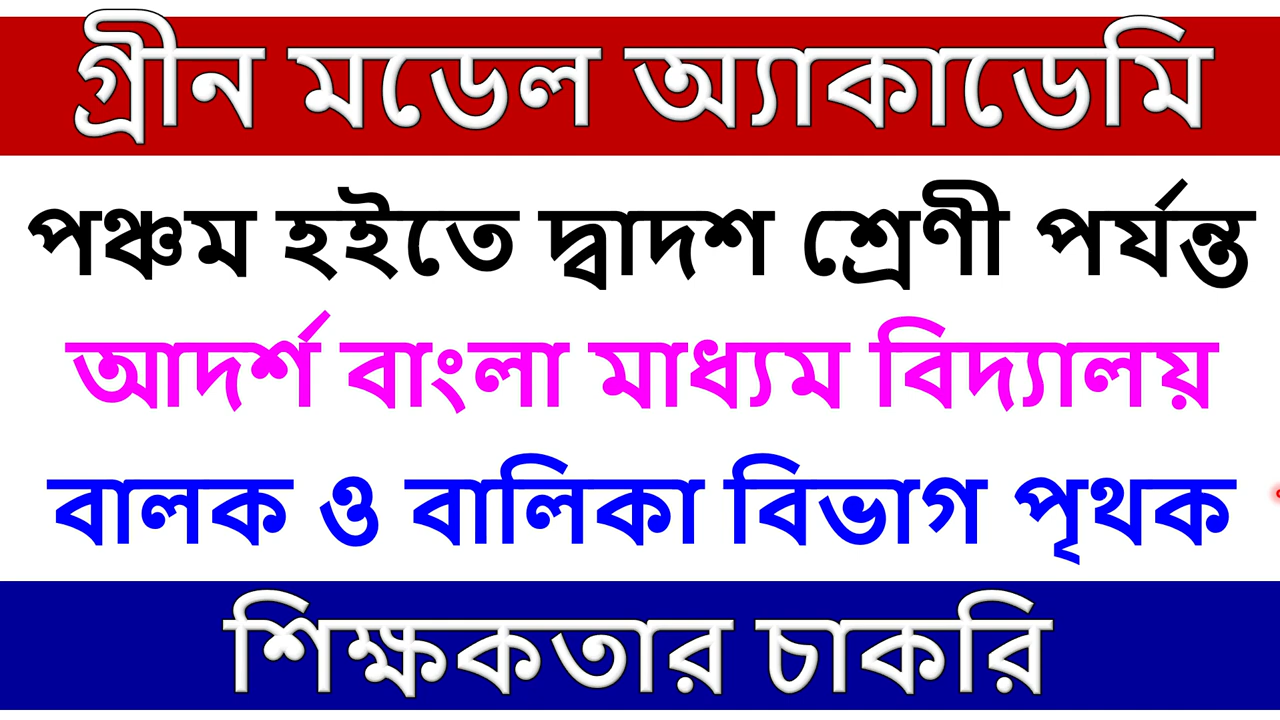 গ্রীন মডেল অ্যাকাডেমি
পঞ্চম হইতে দ্বাদশ শ্রেণী পর্যন্ত
আদর্শ বাংলা মাধ্যম বিদ্যালয়
বালক ও বালিকা বিভাগ পৃথক
শিক্ষকতার চাকরি